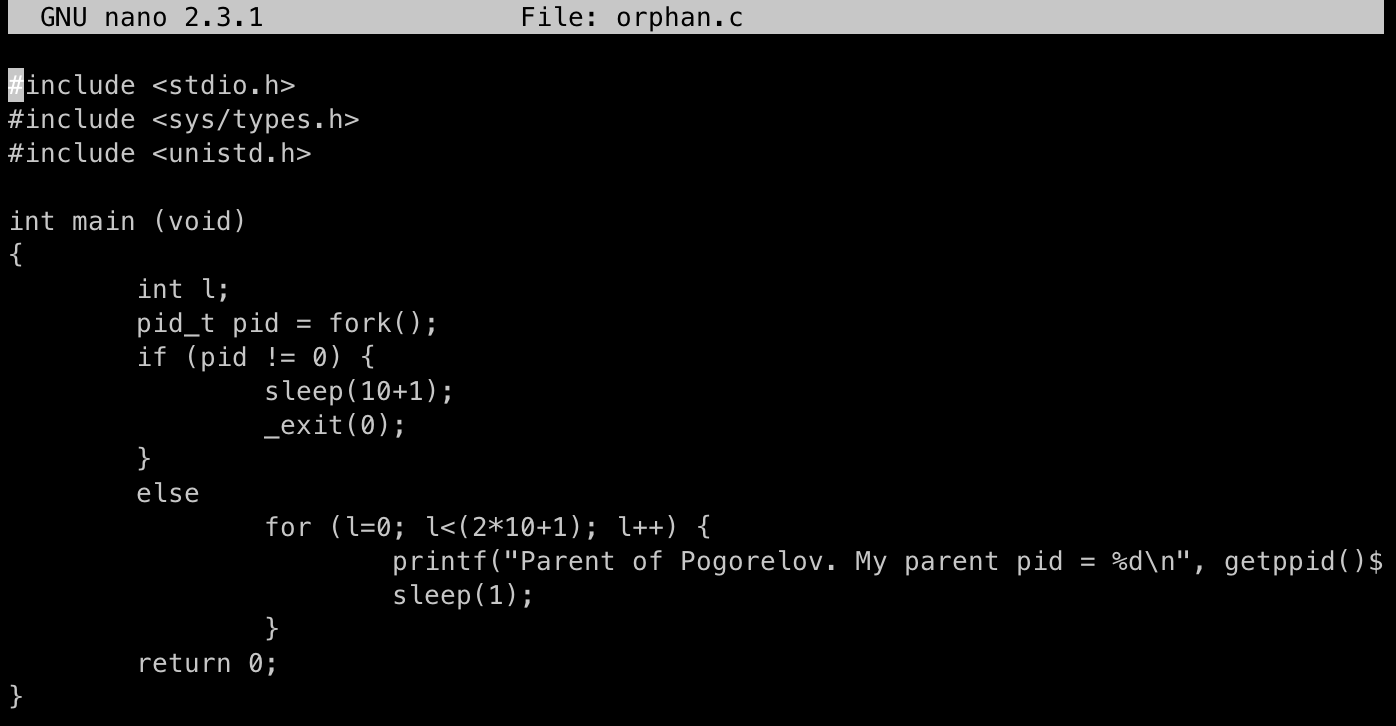 GNU nano 2.3.1 File: orphan.c
#include <stdio.h>
#include <sys/types.h>
#include <unistd.h>
int main (void)
{
int l;
pid_t pid = fork();
if (pid != 0) {
sleep(10+1);
_exit(0);
}
else
for (l=0; l<(2*10+1); l++) {
printf("Parent of Pogorelov. My parent pid = %d\n", getppid()$
sleep(1);
}
return 0;
}